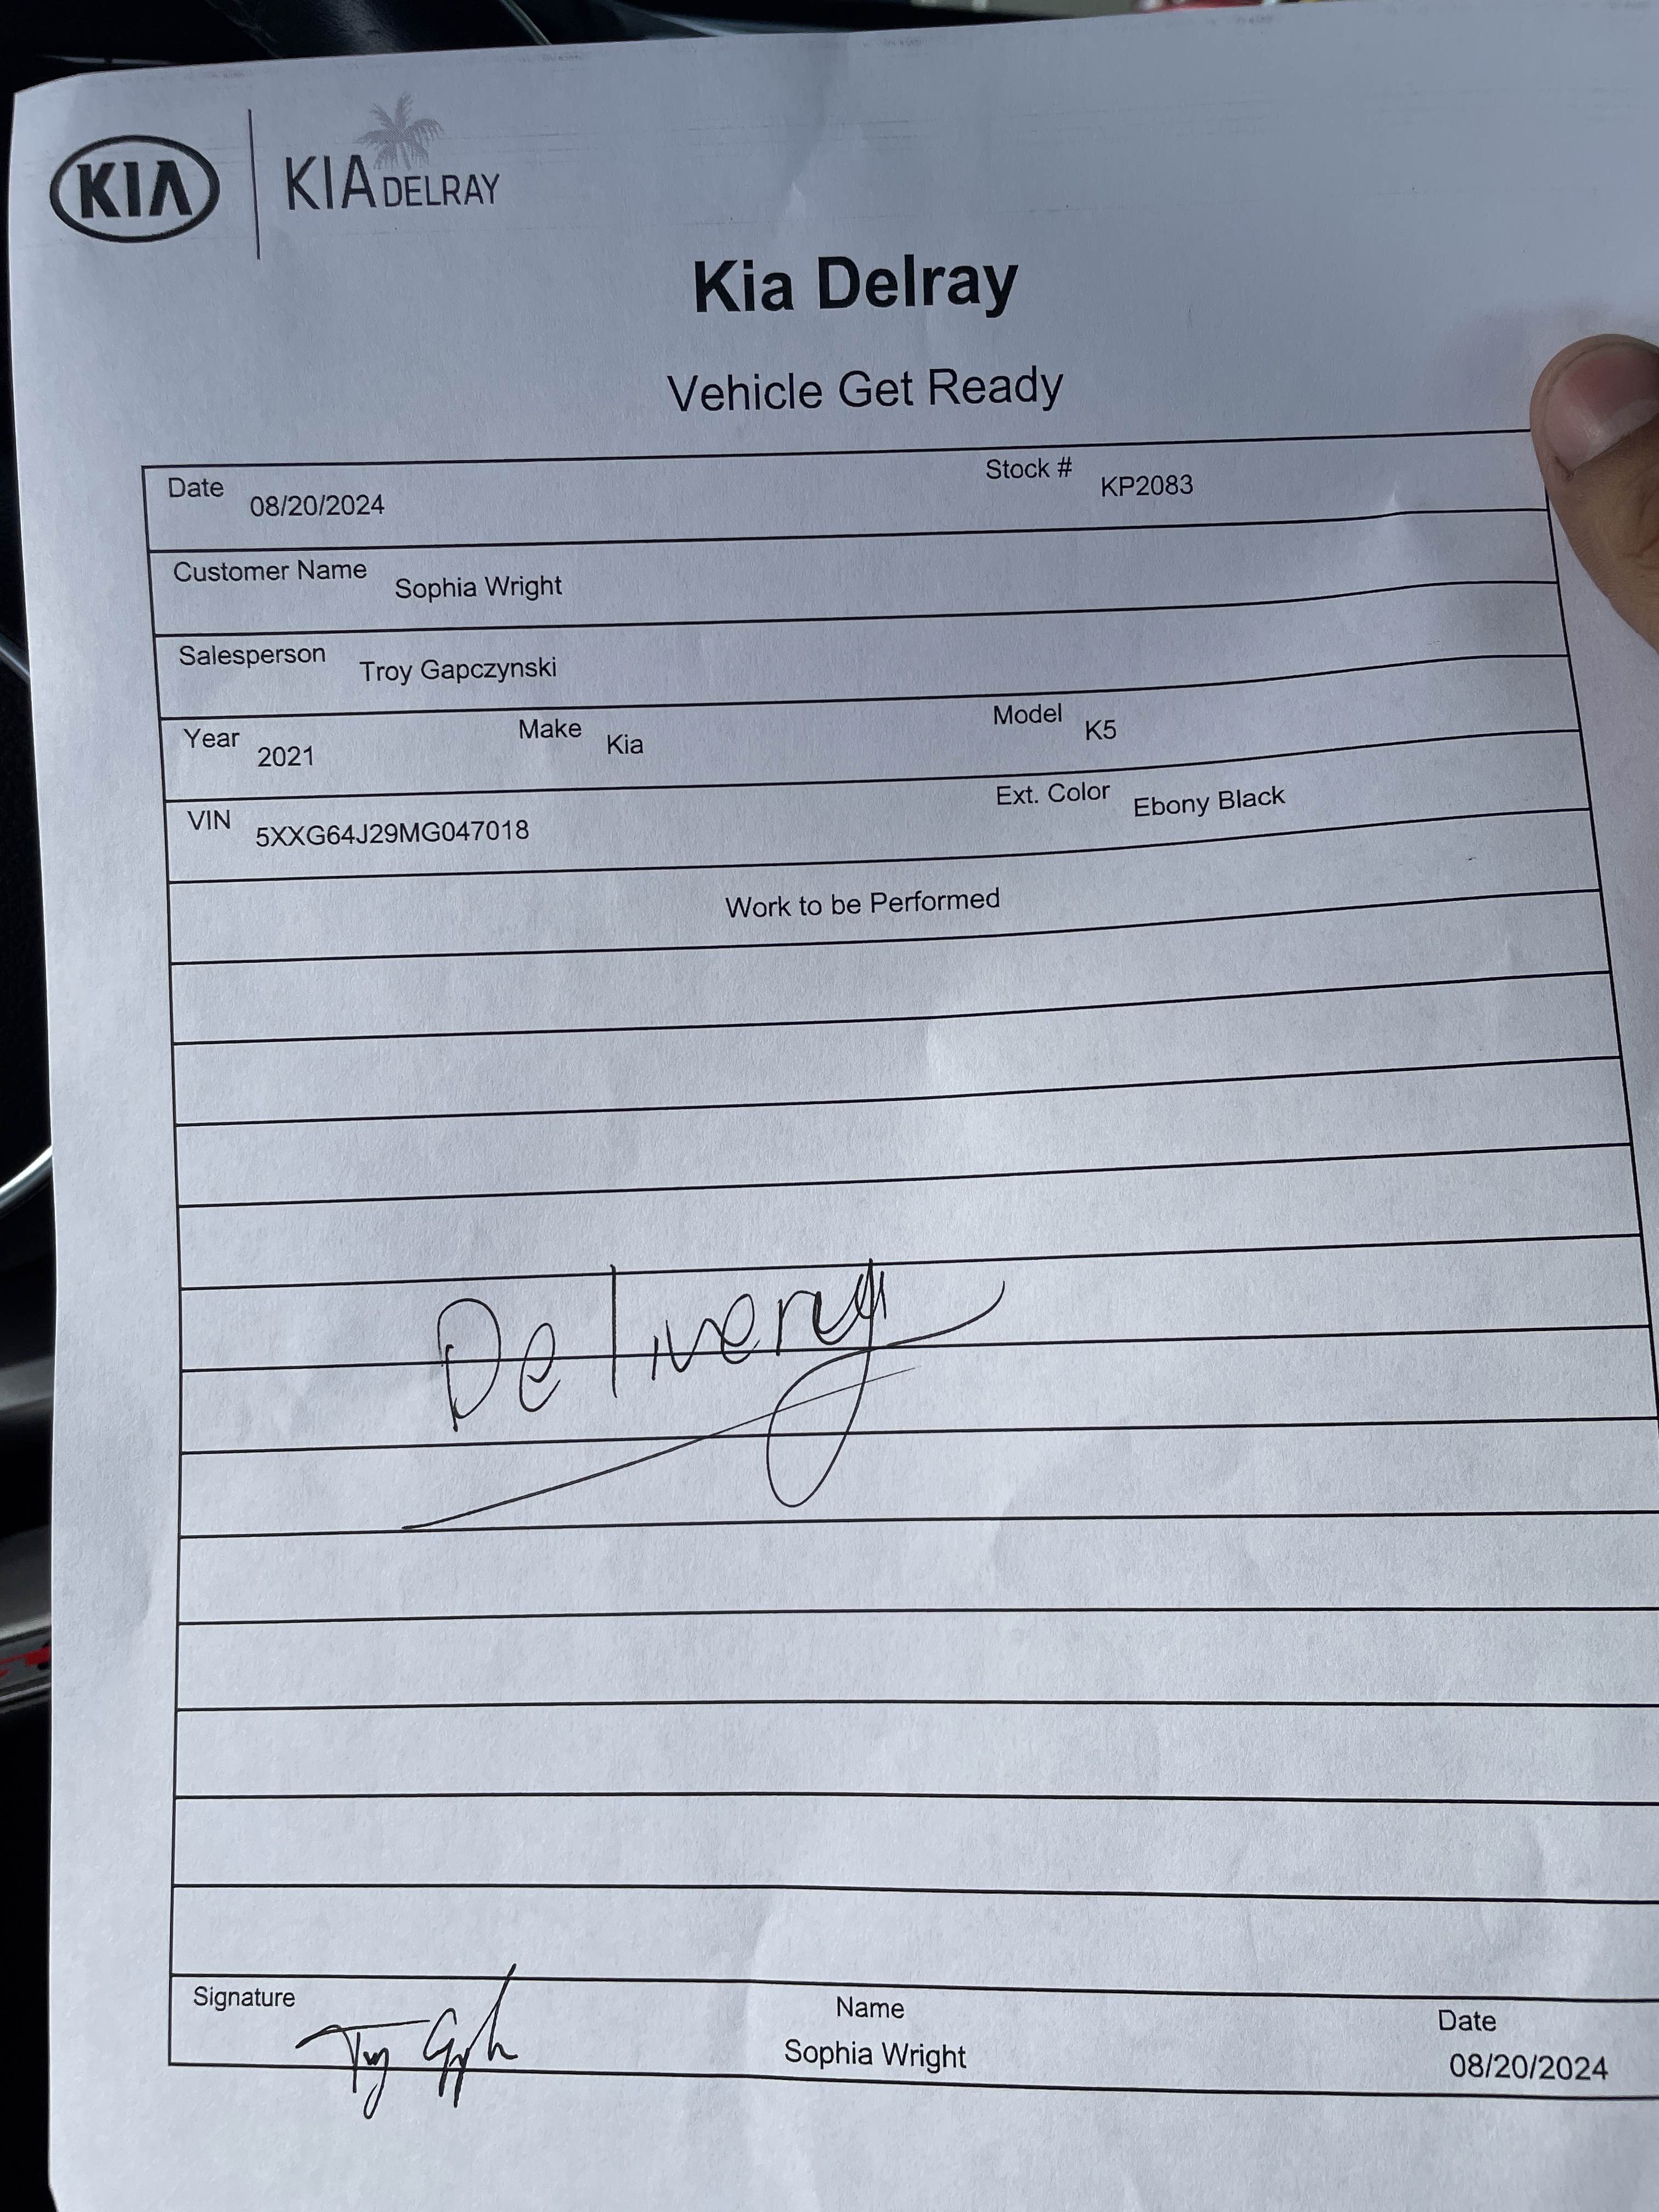 KIA KIA DELRAY
Kia Delray
Vehicle Get Ready
Date 08/20/2024 Stock # KP2083
Customer Name Sophia Wright
Salesperson Troy Gapczynski
Year 2021 Make Kia Model K5
VIN 5XXG64J29MG047018 Ext. Color Ebony Black
Work to be Performed
Delivery
Signature Name Date
Sophia Wright 08/20/2024